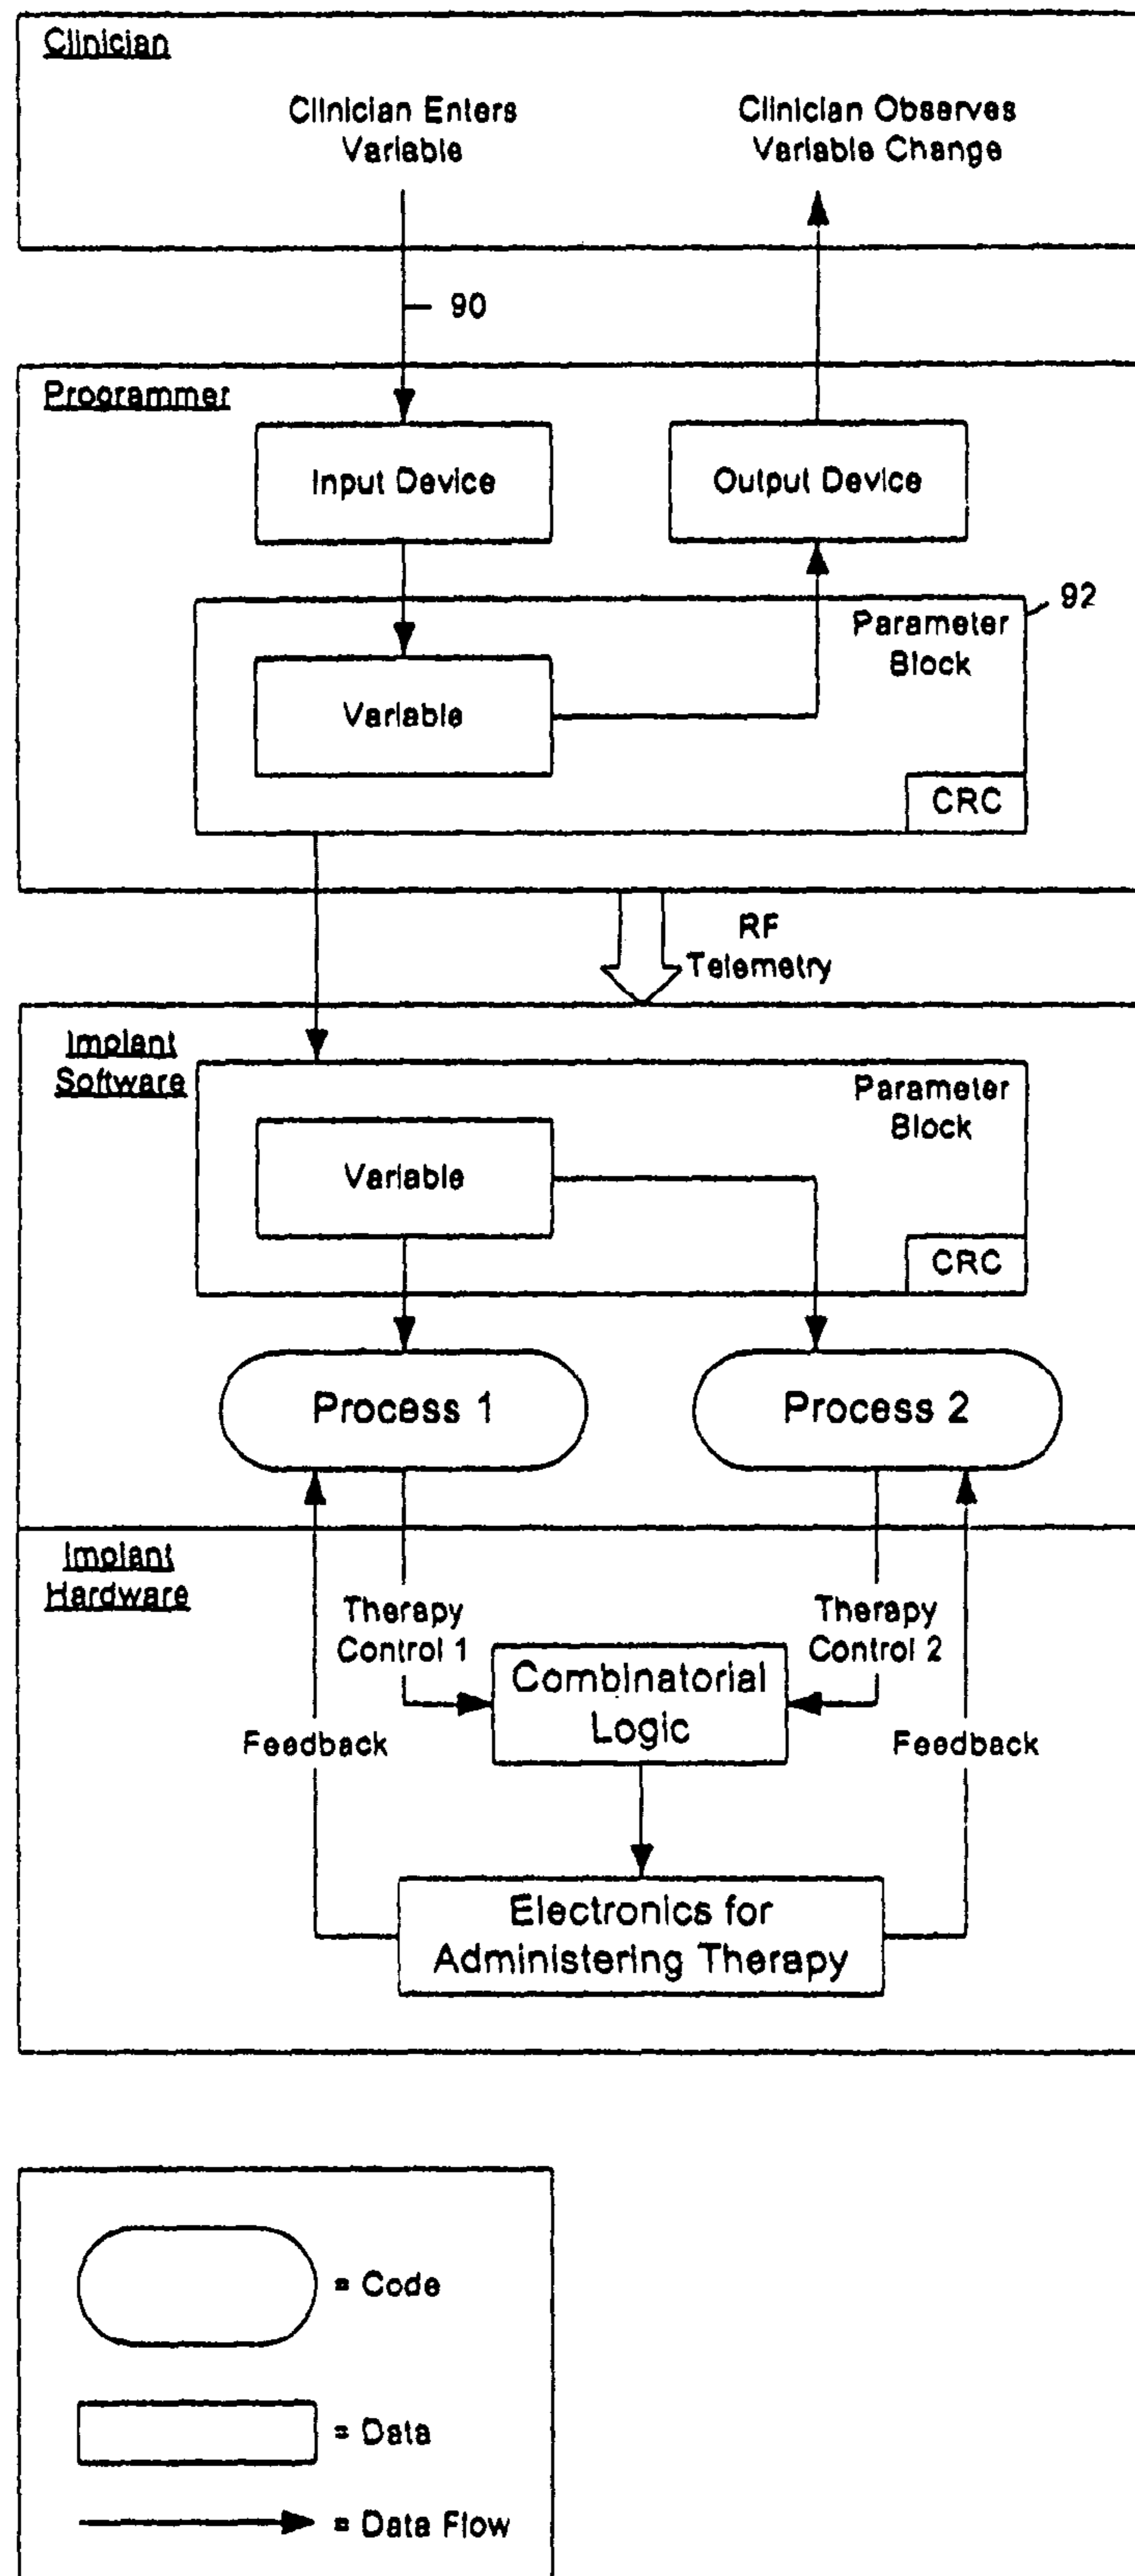 Clinician
Clinician Enters
Variable
Clinician Observes
Variable Change
90
Programmer
Input Device
Output Device
92
Parameter
Block
Variable
CRC
RF
Telemetry
Implant
Software
Parameter
Block
Variable
CRC
Process 1
Process 2
Implant
Hardware
Therapy
Control 1
Therapy
Control 2
Combinatorial
Logic
Feedback
Feedback
Electronics for
Administering Therapy
= Code
= Data
= Data Flow